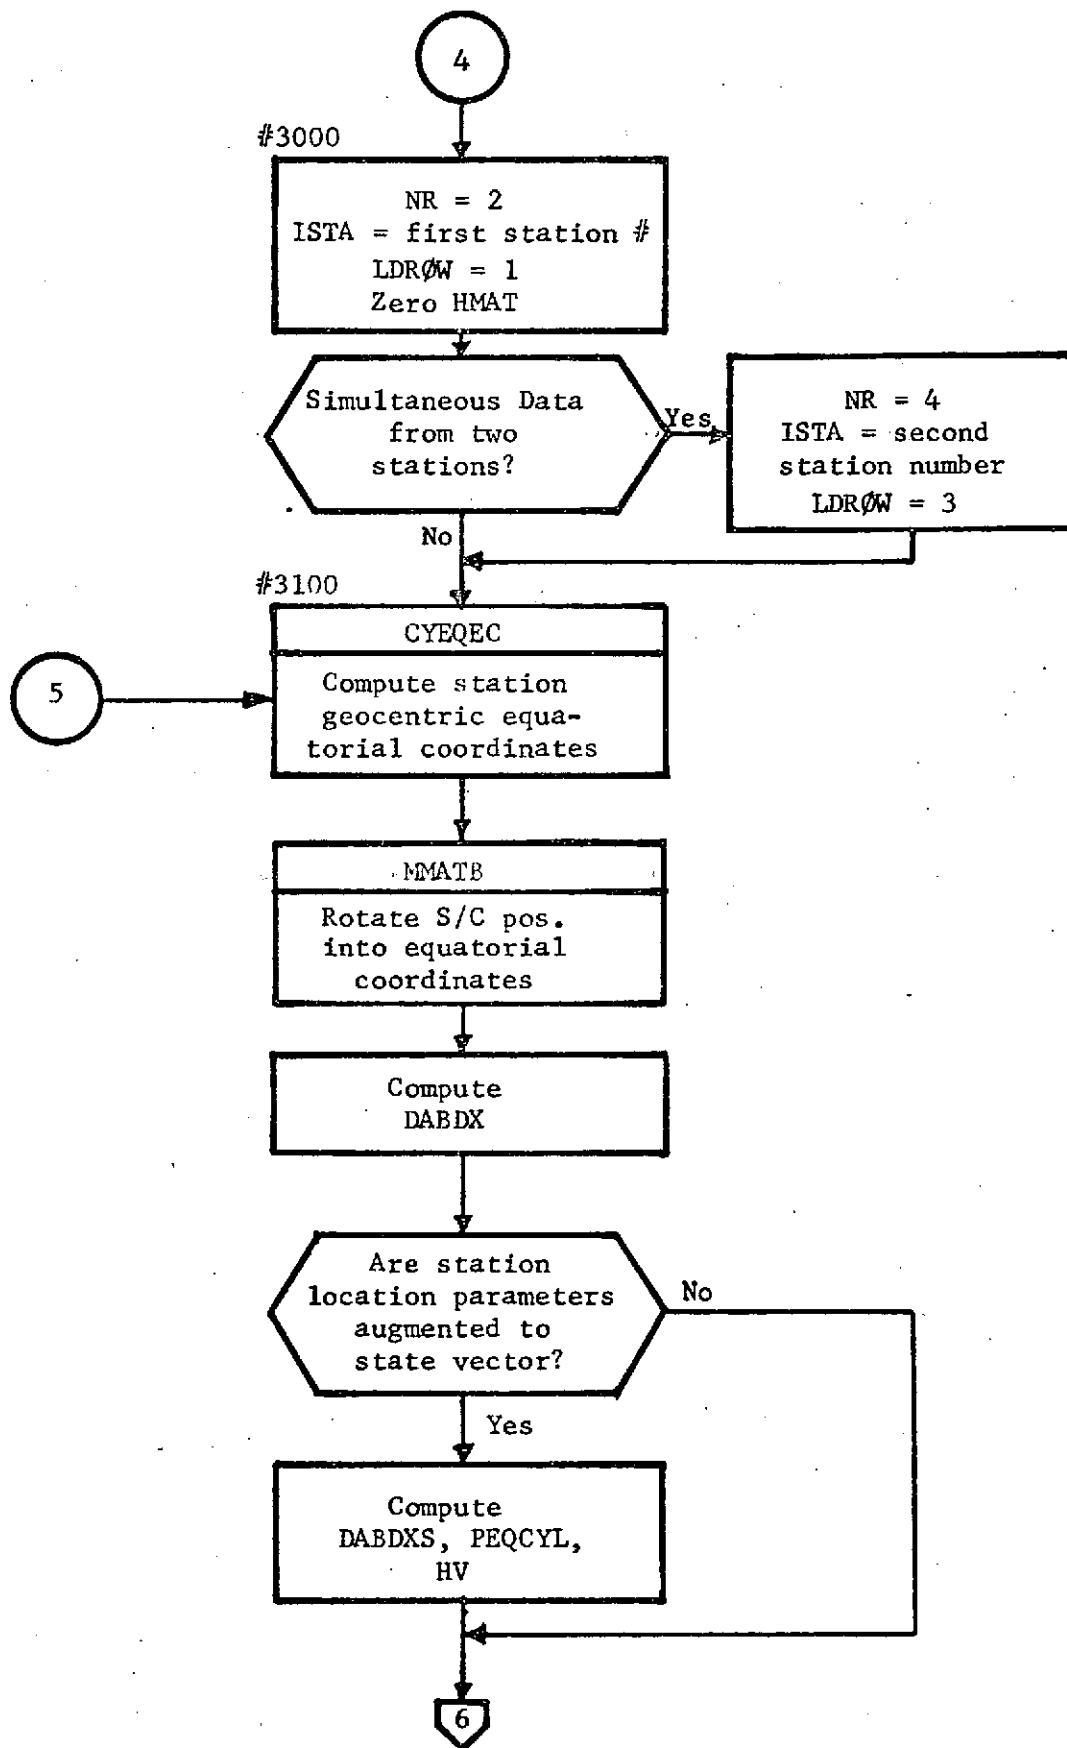 4
#3000
NR = 2
ISTA = first station #
LDRØW = 1
Zero HMAT
Simultaneous Data
from two
stations?
Yes
NR = 4
ISTA = second
station number
LDRØW = 3
No
#3100
CYEQEC
Compute station
geocentric equa-
torial coordinates
5
MMATB
Rotate S/C pos.
into equatorial
coordinates
Compute
DABDX
Are station
location parameters
augmented to
state vector?
No
Yes
Compute
DABDXS, PEQCYL,
HV
6